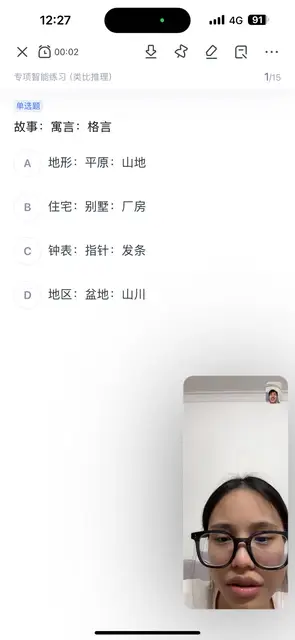 12:27
4G 91
00:02
专项智能练习 (类比推理)
1/15
单选题
故事：寓言：格言
A 地形：平原：山地
B 住宅：别墅：厂房
C 钟表：指针：发条
D 地区：盆地：山川